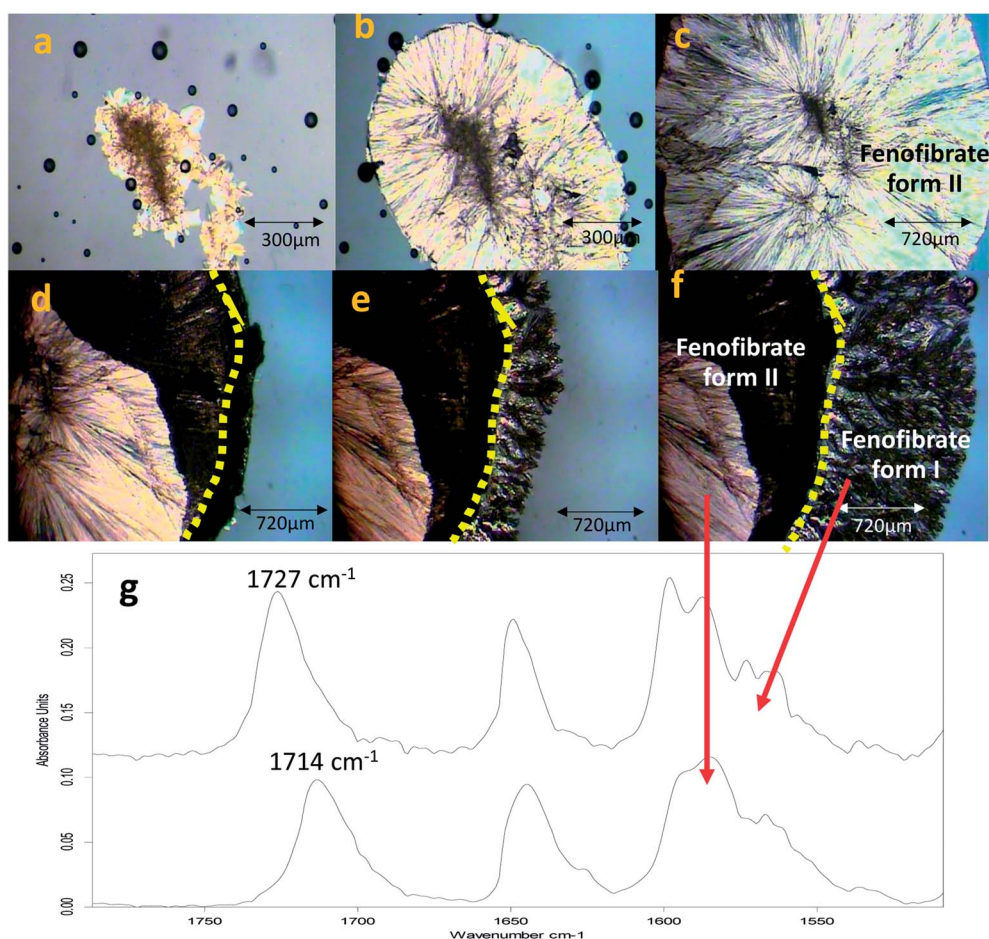 a
b
c
300µm
300µm
Fenofibrate
form II
720µm
d
e
f
Fenofibrate
form II
Fenofibrate
form I
720µm
720µm
720µm
g
1727 cm-1
1714 cm-1
Absorbance Units
0.25
0.20
0.15
0.10
0.05
0.00
1750
1700
1650
1600
1550
Wavenumber cm-1